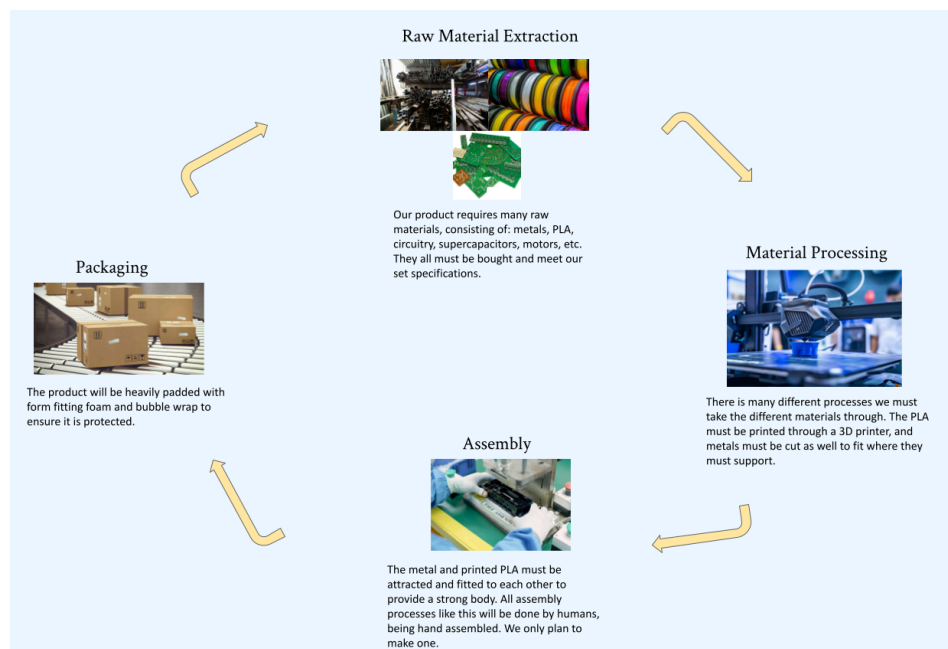 Raw Material Extraction
Our product requires many raw
materials, consisting of: metals, PLA,
circuitry, supercapacitors, motors, etc.
They all must be bought and meet our
set specifications.
Material Processing
There is many different processes we must
take the different materials through. The PLA
must be printed through a 3D printer, and
metals must be cut as well to fit where they
must support.
Assembly
The metal and printed PLA must be
attracted and fitted to each other to
provide a strong body. All assembly
processes like this will be done by humans,
being hand assembled. We only plan to
make one.
Packaging
The product will be heavily padded with
form fitting foam and bubble wrap to
ensure it is protected.